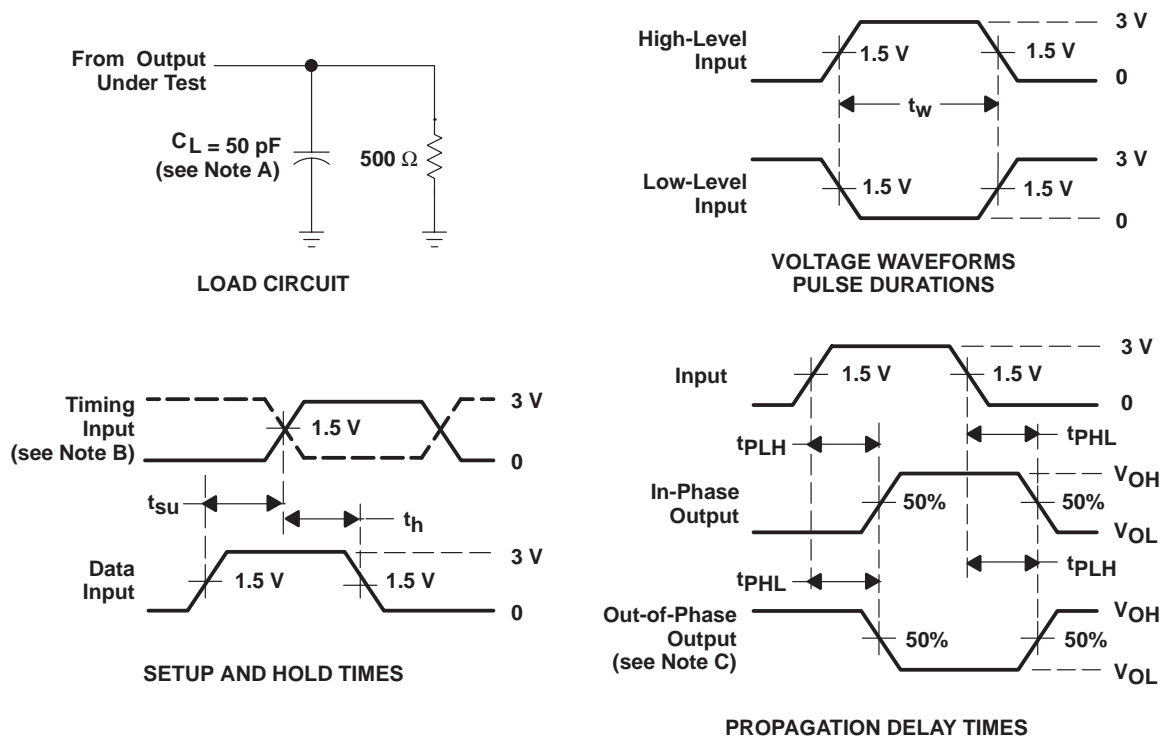 From Output
Under Test
CL = 50 pF
(see Note A)
500 Ω
LOAD CIRCUIT
High-Level
Input
1.5 V
1.5 V
3 V
0
tw
Low-Level
Input
1.5 V
1.5 V
3 V
0
VOLTAGE WAVEFORMS
PULSE DURATIONS
Timing
Input
(see Note B)
1.5 V
3 V
0
tsu
th
Data
Input
1.5 V
1.5 V
3 V
0
SETUP AND HOLD TIMES
Input
1.5 V
1.5 V
3 V
0
tPLH
tPHL
In-Phase
Output
50%
50%
VOH
VOL
tPHL
tPLH
Out-of-Phase
Output
(see Note C)
50%
50%
VOH
VOL
PROPAGATION DELAY TIMES